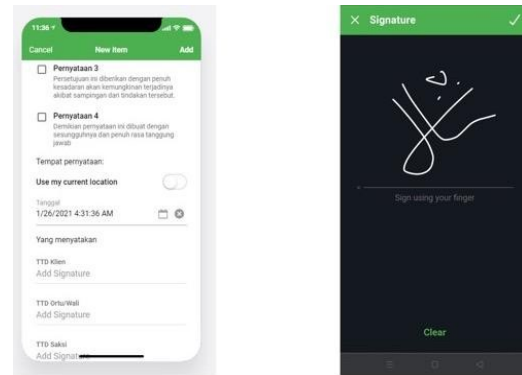 11:36
Cancel New Item Add
Pernyataan 3
Persetujuan ini diberikan dengan penuh
kesadaran akan kemungkinan terjadinya
akibat sampingan dan tindakan tersebut.
Pernyataan 4
Demikian pernyataan ini dibuat dengan
sesungguhnya dan penuh rasa tanggung
jawab
Tempat pernyataan:
Use my current location
Tanggal
1/26/2021 4:31:36 AM
Yang menyatakan
TTD Klien
Add Signature
TTD Ortu/Wali
Add Signature
TTD Saksi
Add Signature
Signature
Sign using your finger
Clear